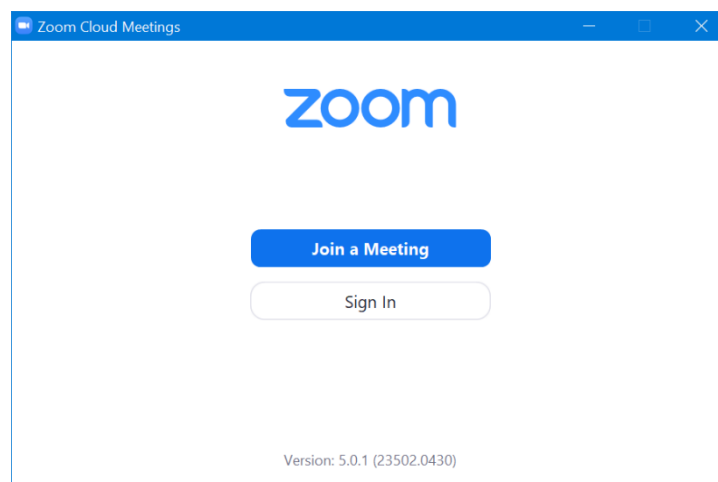 Zoom Cloud Meetings
zoom
Join a Meeting
Sign In
Version: 5.0.1 (23502.0430)